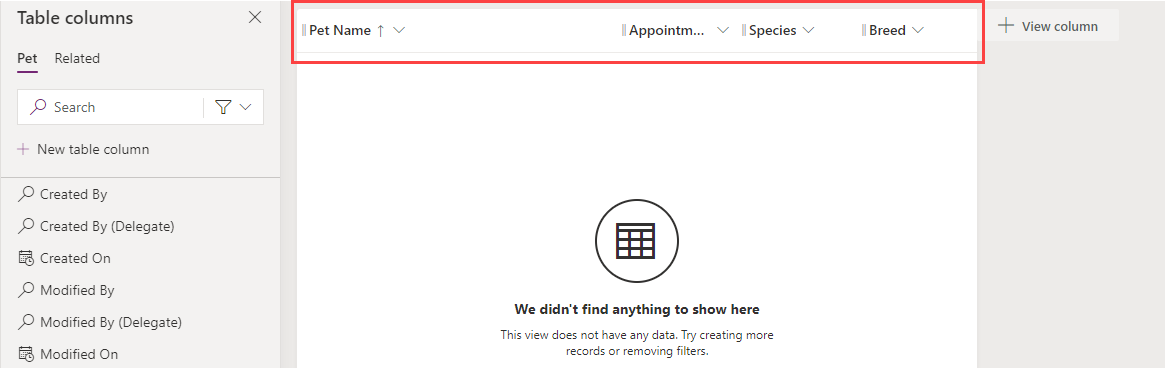 Table columns
Pet Related
Search
New table column
Created By
Created By (Delegate)
Created On
Modified By
Modified By (Delegate)
Modified On
Pet Name ↑ Appointm... Species Breed
View column
We didn't find anything to show here
This view does not have any data. Try creating more
records or removing filters.